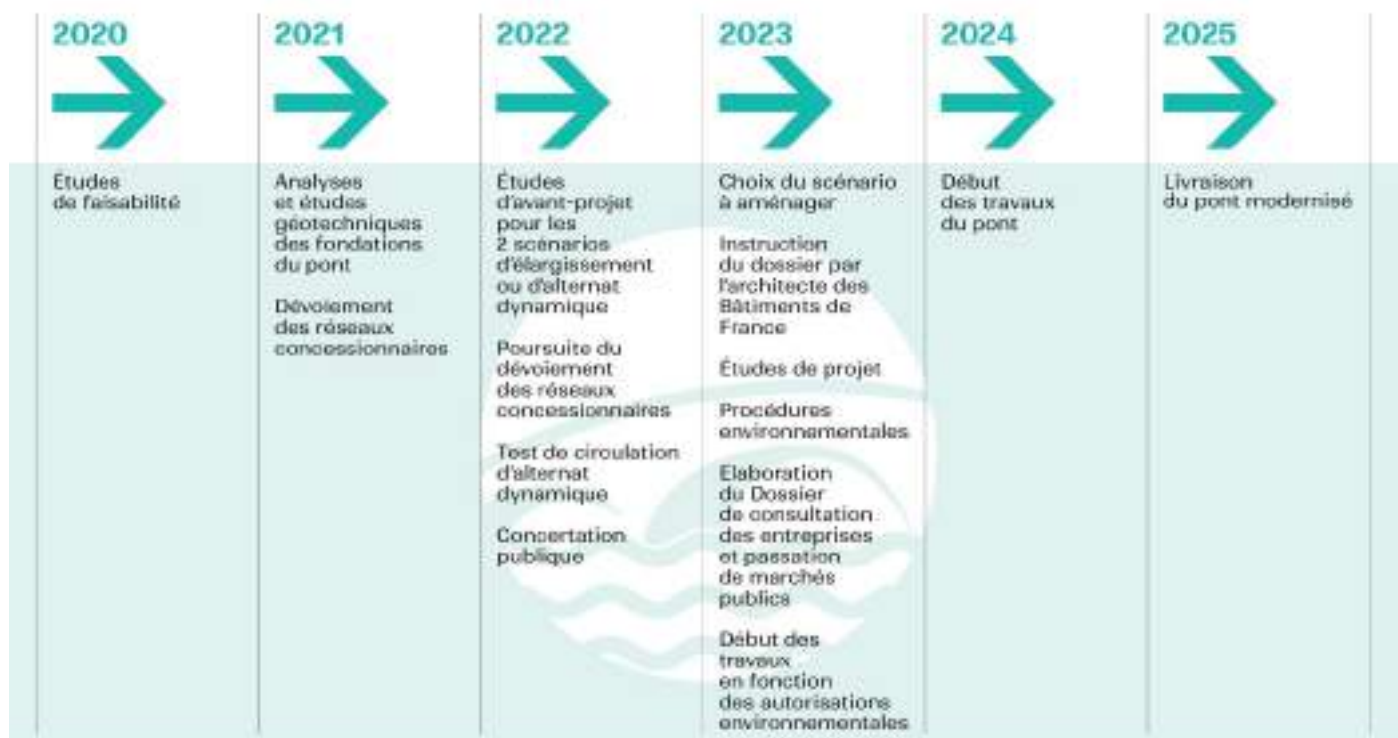 2020
Études
de faisabilité
2021
Analyses
et études
géotechniques
des fondations
du pont
Dévoiement
des réseaux
concessionnaires
2022
Études
d'avant-projet
pour les
2 scénarios
d'élargissement
ou d'alternat
dynamique
Poursuite du
dévoiement
des réseaux
concessionnaires
Test de circulation
d'alternat
dynamique
Concertation
publique
2023
Choix du scénario
à aménager
Instruction
du dossier par
l'architecte des
Bâtiments de
France
Études de projet
Procédures
environnementales
Elaboration
du Dossier
de consultation
des entreprises
et passation
de marchés
publics
Début des
travaux
en fonction
des autorisations
environnementales
2024
Début
des travaux
du pont
2025
Livraison
du pont modernisé